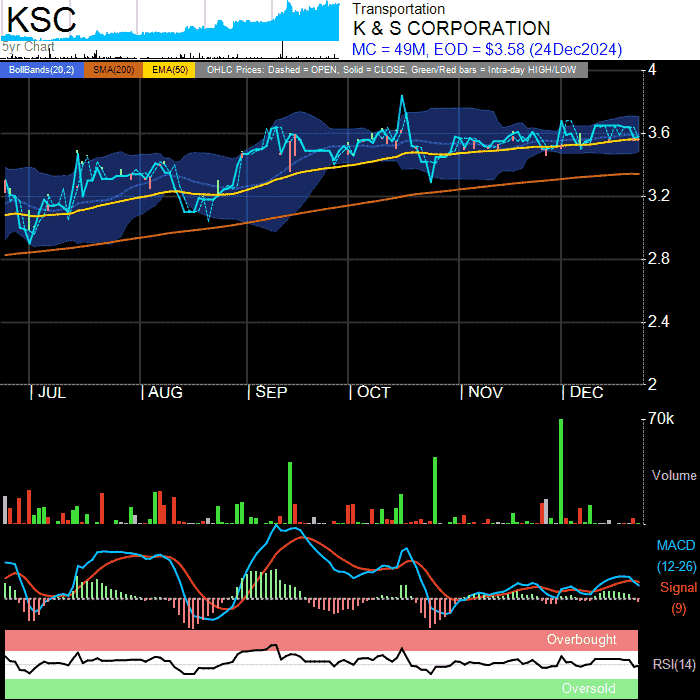 KSC
5yr Chart
Transportation
K & S CORPORATION
MC = 49M, EOD = $3.58 (24Dec2024)
BollBands(20,2) SMA(200) EMA(50) OHLC Prices: Dashed = OPEN, Solid = CLOSE, Green/Red bars = Intra-day HIGH/LOW
4
3.6
3.2
2.8
2.4
2
JUL AUG SEP OCT NOV DEC
70k
Volume
MACD
(12-26)
Signal
(9)
Overbought
RSI(14)
Oversold